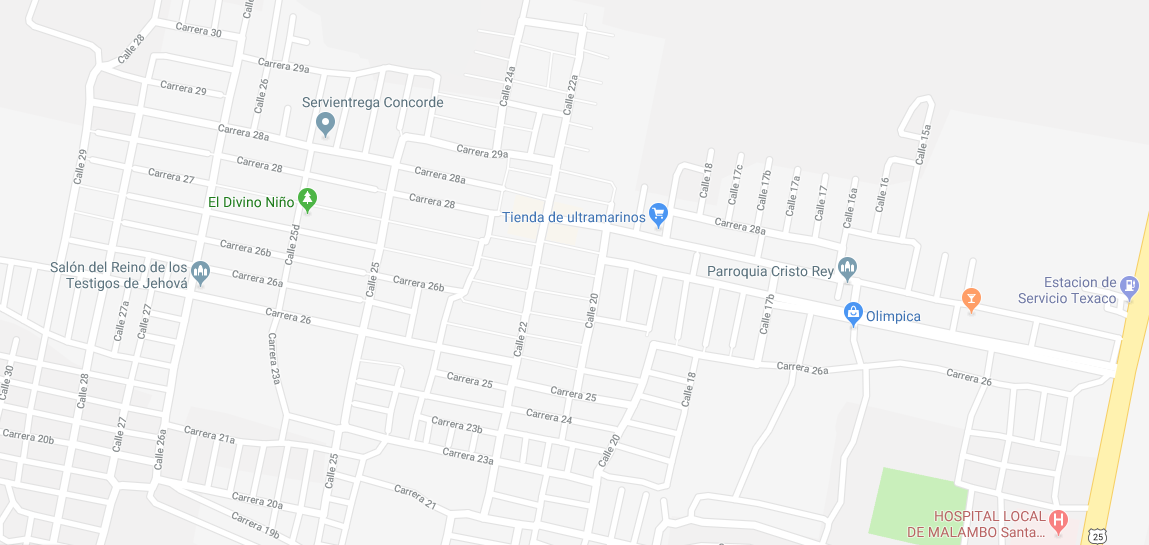 Carrera 30
Calle 28
Carrera 29a
Calle 26
Carrera 29
Calle 24a
Calle 22a
Servientrega Concorde
Carrera 28a
Calle 15a
Carrera 29a
Calle 29
Carrera 28
Carrera 27
Carrera 28a
Calle 18
Calle 17c
Calle 17b
Calle 17a
Calle 17
Calle 16a
Calle 16
El Divino Niño
Carrera 28
Tienda de ultramarinos
Carrera 28a
Calle 25d
Carrera 26b
Salón del Reino de los
Testigos de Jehová
Carrera 26a
Calle 25
Carrera 26b
Parroquia Cristo Rey
Estacion de
Servicio Texaco
Calle 27a
Calle 27
Carrera 26
Calle 20
Calle 17b
Olimpica
Calle 22
Carrera 23a
Calle 30
Calle 28
Carrera 25
Carrera 25
Calle 18
Carrera 26a
Carrera 26
Carrera 24
Carrera 23b
Carrera 20b
Calle 27
Calle 26a
Carrera 21a
Carrera 23a
Calle 20
Calle 25
Carrera 21
Carrera 20a
Carrera 19b
HOSPITAL LOCAL
DE MALAMBO Santa...
25